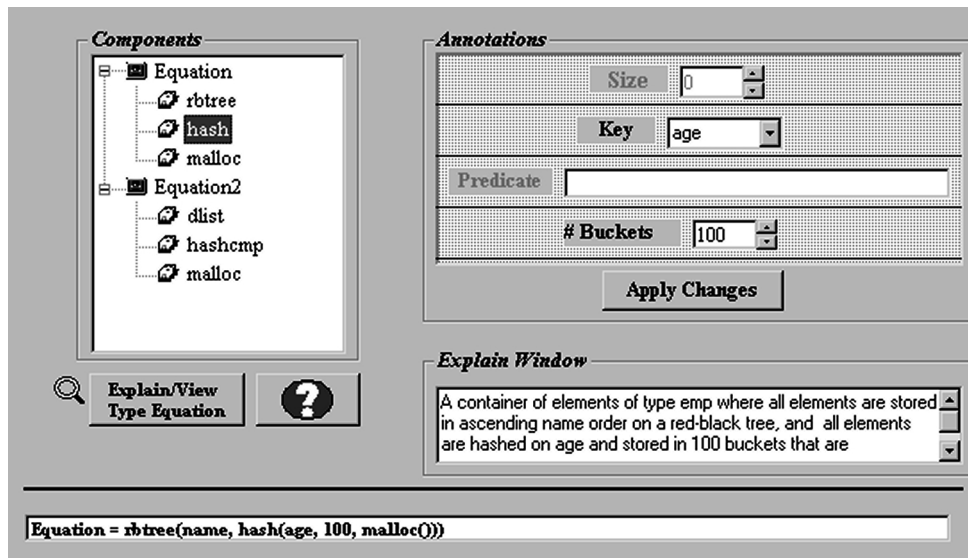 Components
Equation
rbtree
hash
malloc
Equation2
dlist
hashcmp
malloc
Explain/View
Type Equation
?
Annotations
Size 0
Key age
Predicate
# Buckets 100
Apply Changes
Explain Window
A container of elements of type emp where all elements are stored
in ascending name order on a red-black tree, and all elements
are hashed on age and stored in 100 buckets that are
Equation = rbtree(name, hash(age, 100, malloc()))